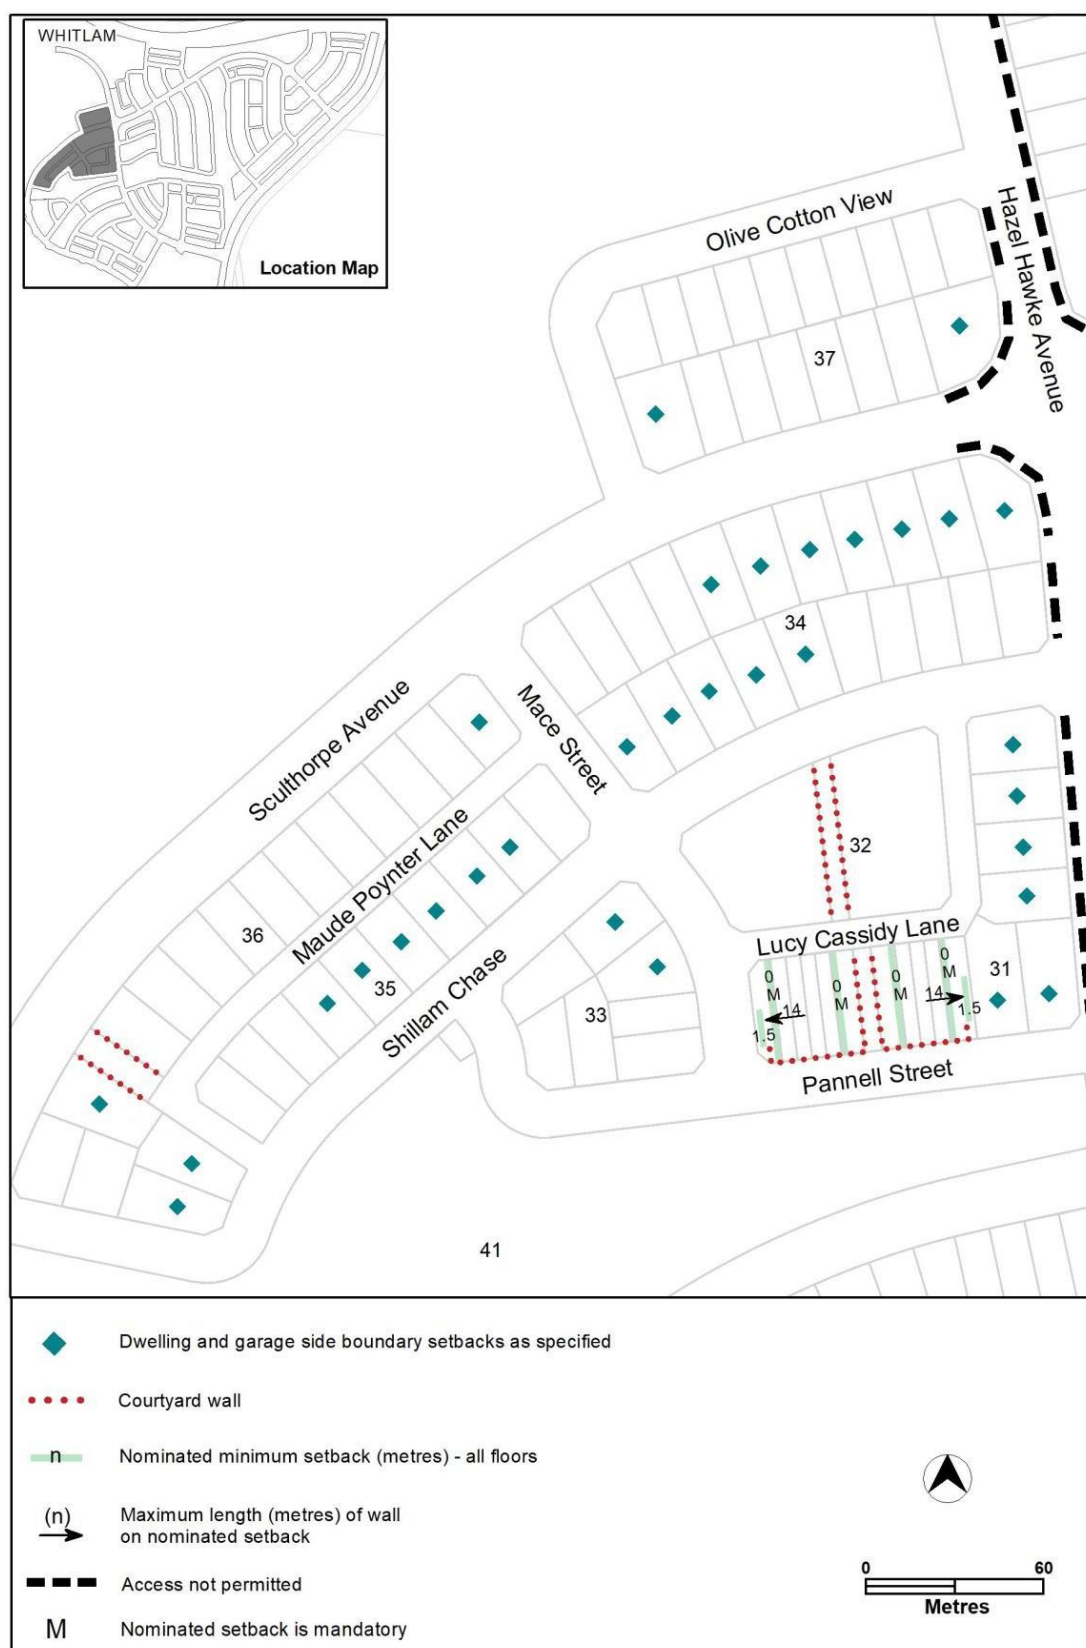 WHITLAM
Location Map
Olive Cotton View
Hazel Hawke Avenue
37
34
Sculthorpe Avenue
Mace Street
Maude Poynter Lane
32
36
35
Shillam Chase
Lucy Cassidy Lane
33
31
0 M
14
1.5
0 M
0 M
0 M
14
1.5
Pannell Street
41
Dwelling and garage side boundary setbacks as specified
Courtyard wall
n
Nominated minimum setback (metres) - all floors
(n)
Maximum length (metres) of wall
on nominated setback
Access not permitted
M
Nominated setback is mandatory
0 60
Metres